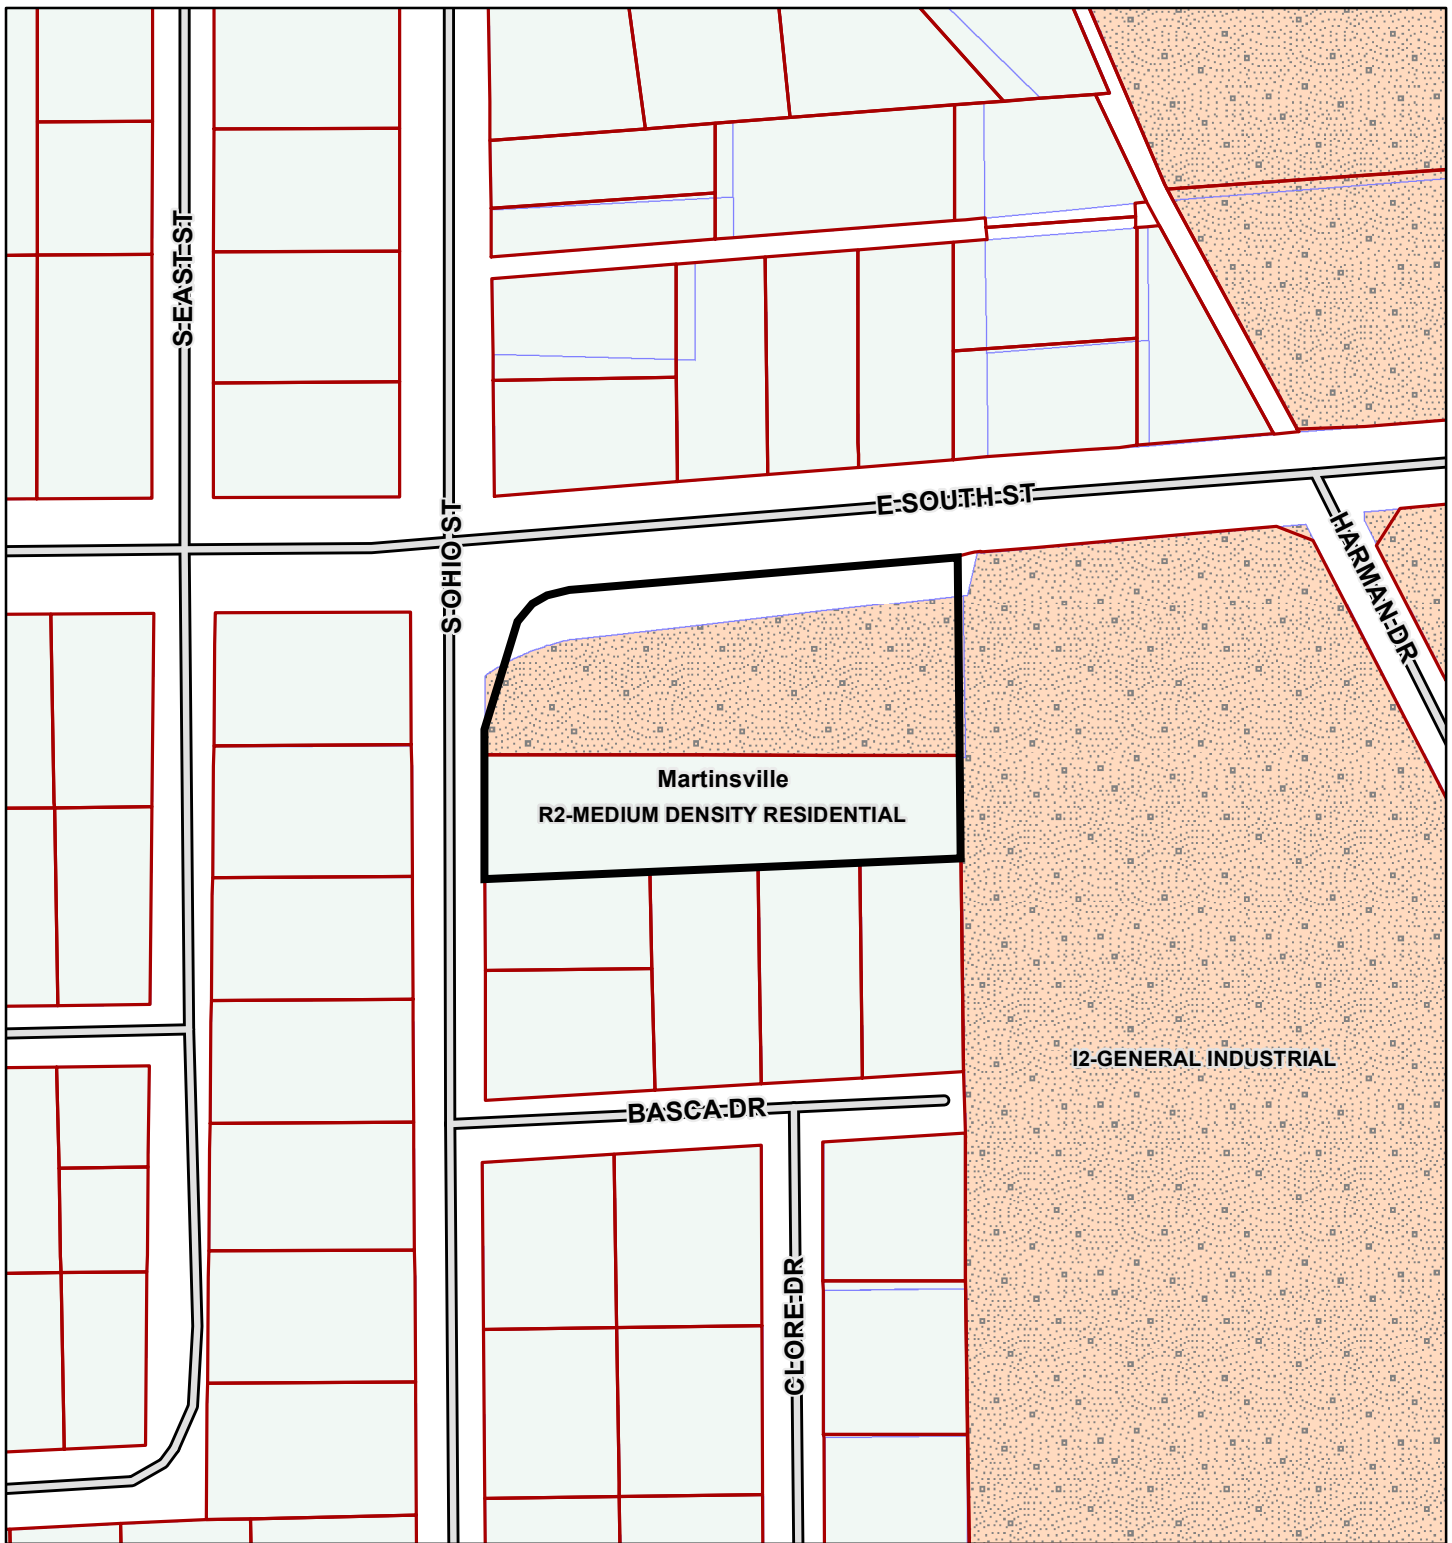 S EAST ST
S OHIO ST
E SOUTH ST
HARMAN DR
Martinsville
R2-MEDIUM DENSITY RESIDENTIAL
I2-GENERAL INDUSTRIAL
BASCA DR
CLORE DR